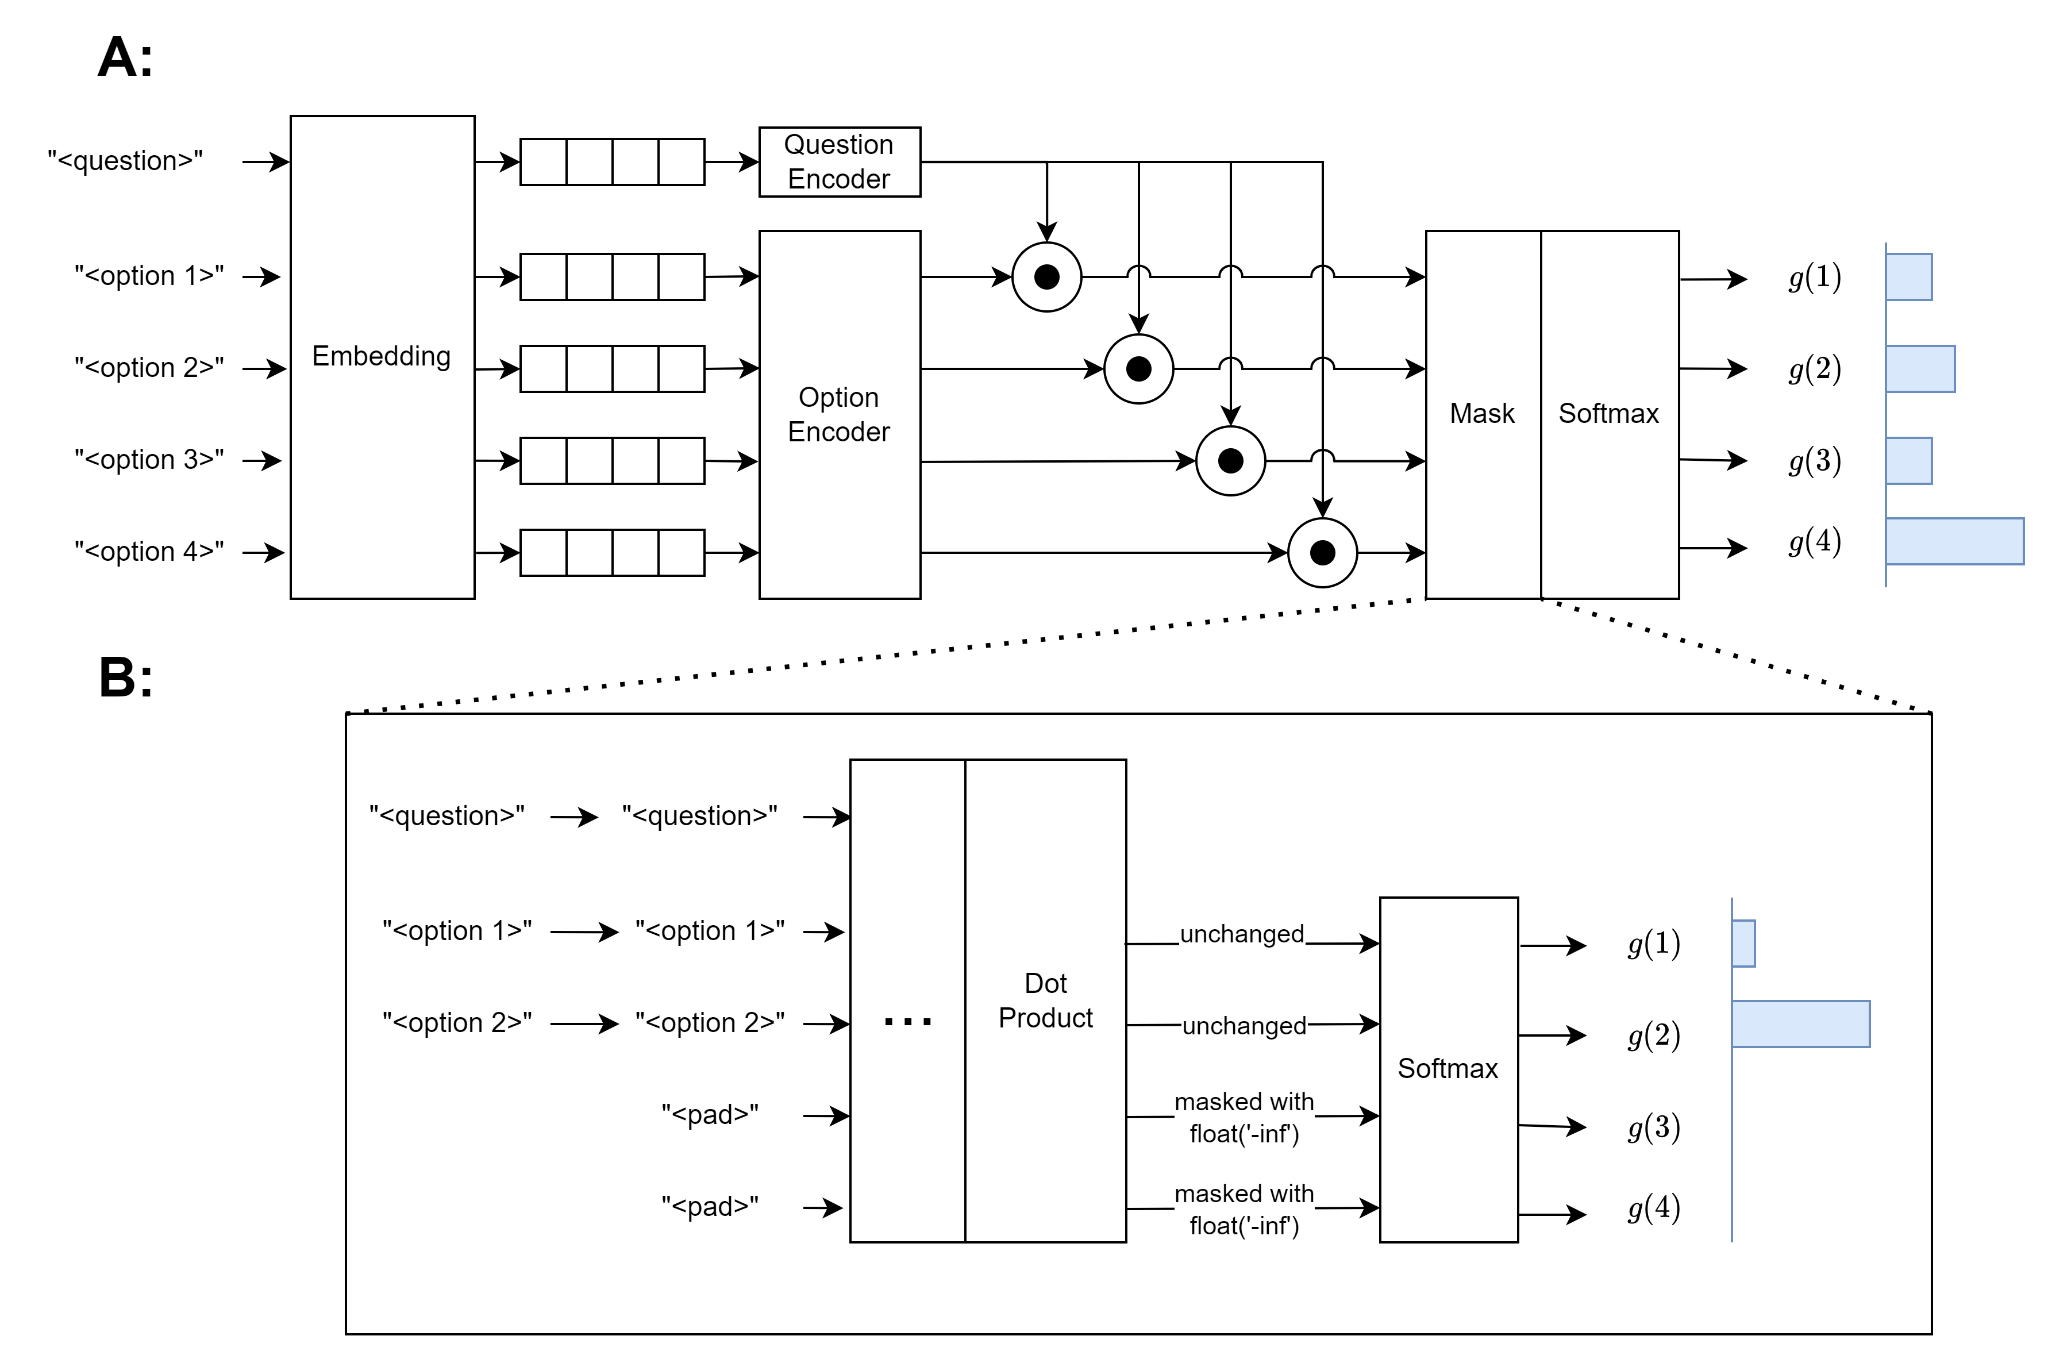 A:
"<question>"
"<option 1>"
"<option 2>"
"<option 3>"
"<option 4>"
Embedding
Question
Encoder
Option
Encoder
Mask
Softmax
g(1)
g(2)
g(3)
g(4)
B:
"<question>"
"<question>"
"<option 1>"
"<option 1>"
"<option 2>"
"<option 2>"
"<pad>"
"<pad>"
...
Dot
Product
unchanged
unchanged
masked with
float('-inf')
masked with
float('-inf')
Softmax
g(1)
g(2)
g(3)
g(4)